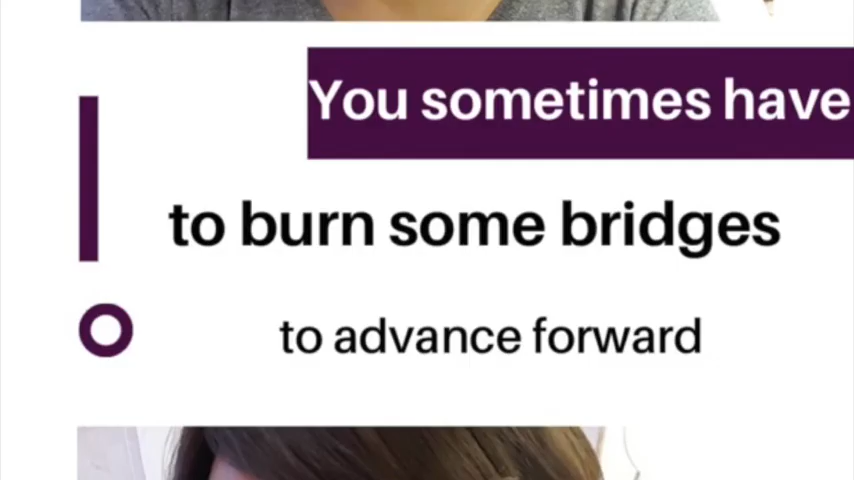 You sometimes have
to burn some bridges
to advance forward